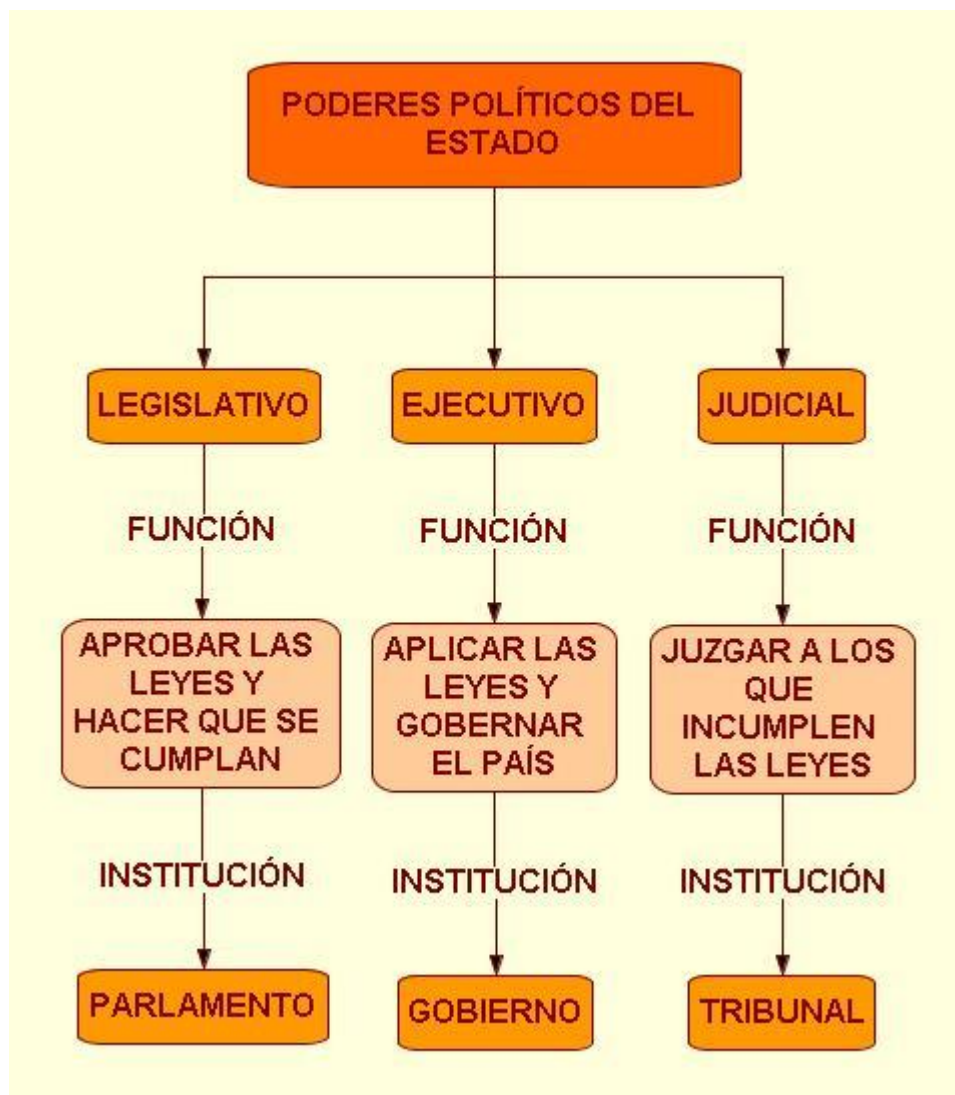 PODERES POLÍTICOS DEL
ESTADO
LEGISLATIVO
EJECUTIVO
JUDICIAL
FUNCIÓN
FUNCIÓN
FUNCIÓN
APROBAR LAS
LEYES Y
HACER QUE SE
CUMPLAN
APLICAR LAS
LEYES Y
GOBERNAR
EL PAÍS
JUZGAR A LOS
QUE
INCUMPLEN
LAS LEYES
INSTITUCIÓN
INSTITUCIÓN
INSTITUCIÓN
PARLAMENTO
GOBIERNO
TRIBUNAL